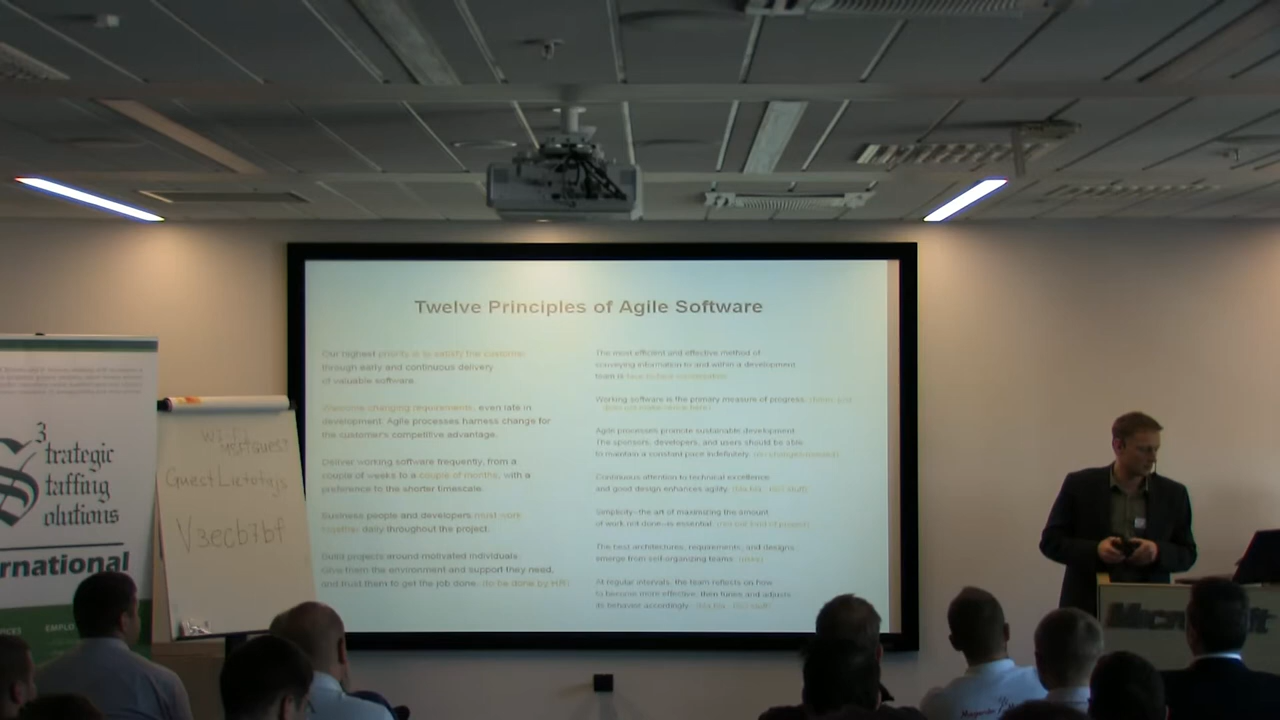 Twelve Principles of Agile Software
Our highest priority is to satisfy the customer
through early and continuous delivery
of valuable software.
Welcome changing requirements, even late in
development. Agile processes harness change for
the customer's competitive advantage.
Deliver working software frequently, from a
couple of weeks to a couple of months, with a
preference to the shorter timescale.
Business people and developers must work
together daily throughout the project.
Build projects around motivated individuals.
Give them the environment and support they need,
and trust them to get the job done. (to be done by HR)
The most efficient and effective method of
conveying information to and within a development
team is face-to-face conversation.
Working software is the primary measure of progress.
Agile processes promote sustainable development.
The sponsors, developers, and users should be able
to maintain a constant pace indefinitely.
Continuous attention to technical excellence
and good design enhances agility.
Simplicity--the art of maximizing the amount
of work not done--is essential.
The best architectures, requirements, and designs
emerge from self-organizing teams.
At regular intervals, the team reflects on how
to become more effective, then tunes and adjusts
its behavior accordingly.
S3
trategic
taffing
olutions
rnational
EMPLO
GuestLietotajs
V3ecb7bf
Microsoft